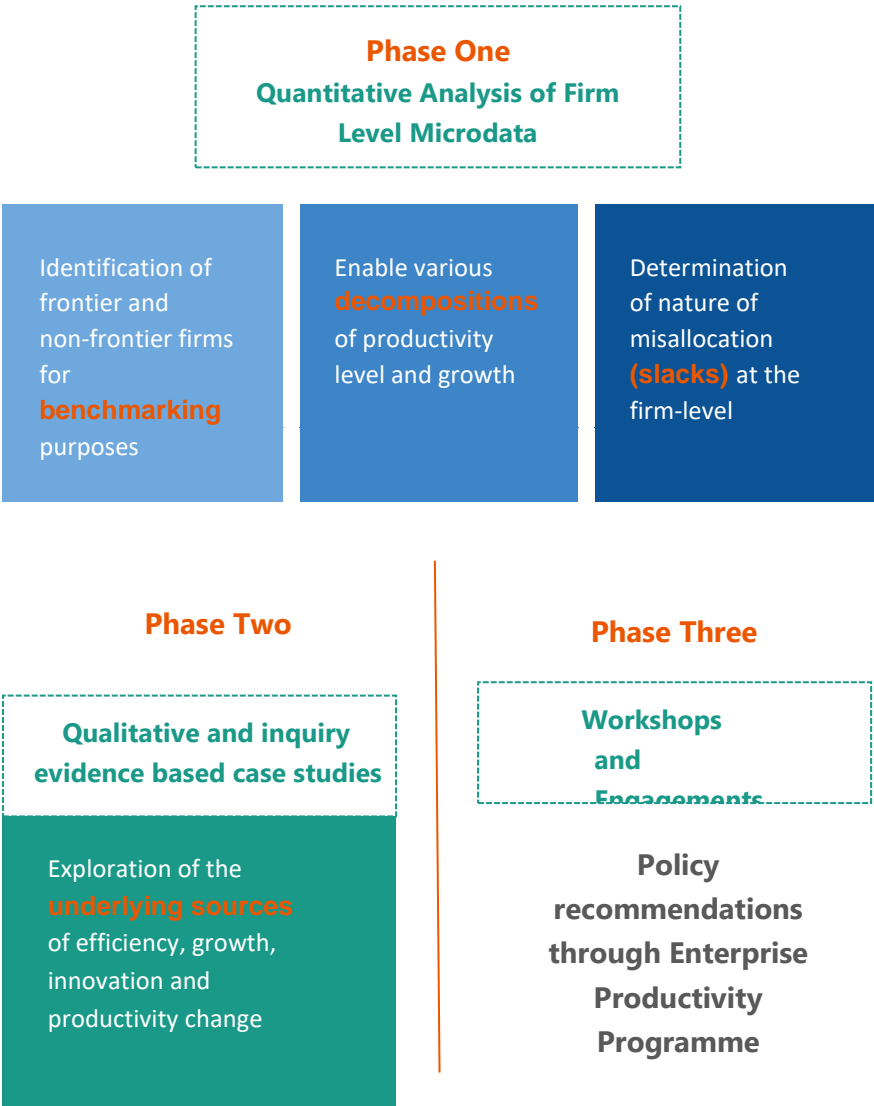 Phase One
Quantitative Analysis of Firm
Level Microdata
Identification of
frontier and
non-frontier firms
for
benchmarking
purposes
Enable various
decompositions
of productivity
level and growth
Determination
of nature of
misallocation
(slacks) at the
firm-level
Phase Two
Qualitative and inquiry
evidence based case studies
Exploration of the
underlying sources
of efficiency, growth,
innovation and
productivity change
Phase Three
Workshops
and
Engagements
Policy
recommendations
through Enterprise
Productivity
Programme